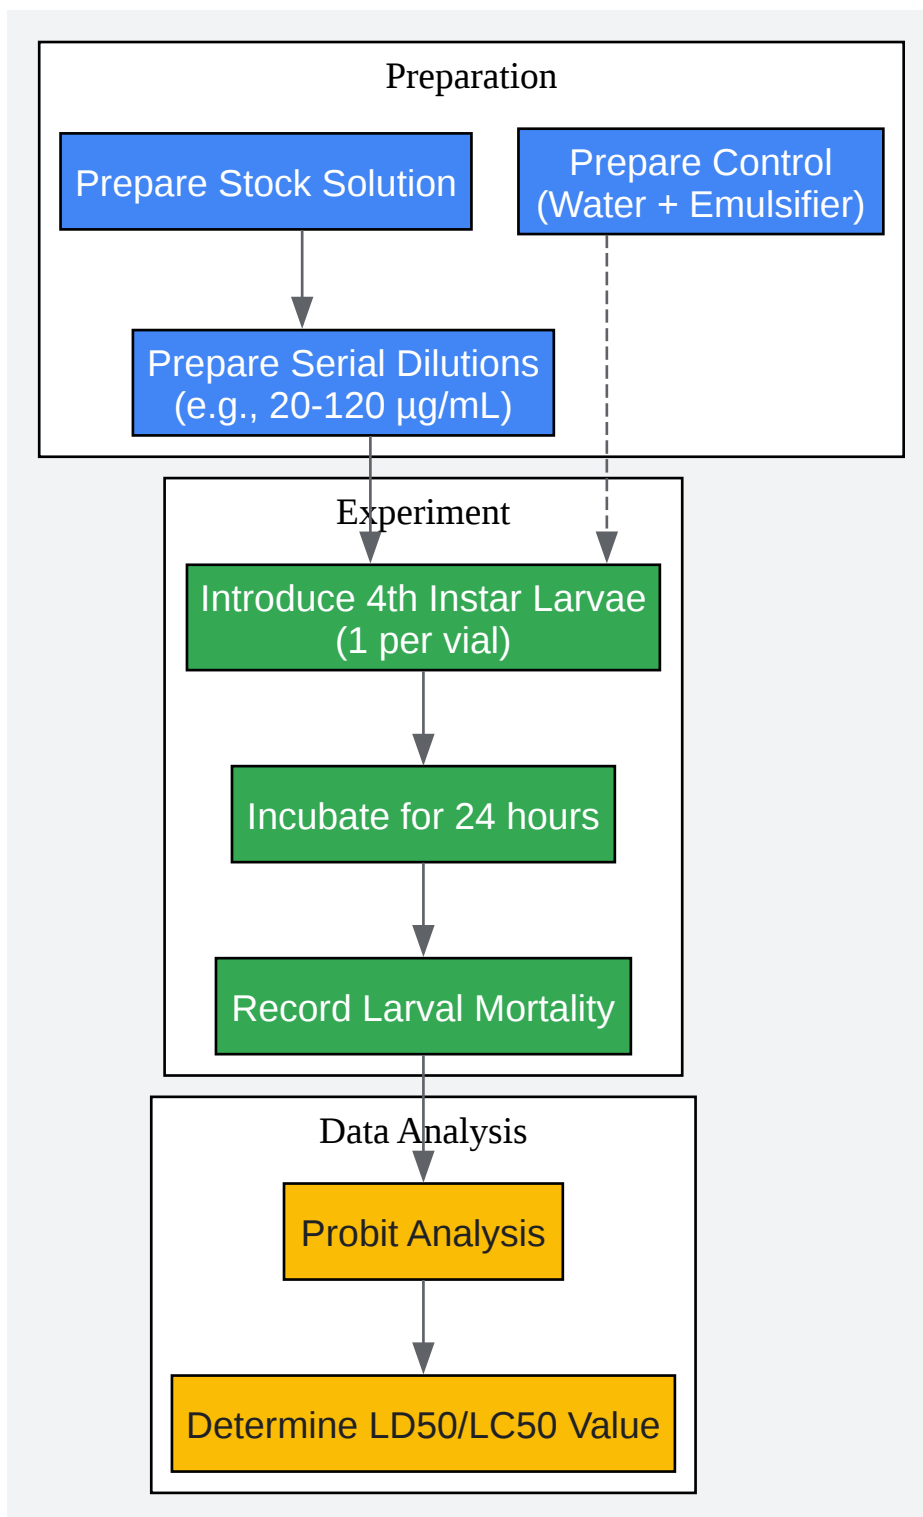 Preparation
Prepare Stock Solution
Prepare Control
(Water + Emulsifier)
Prepare Serial Dilutions
(e.g., 20-120 µg/mL)
Experiment
Introduce 4th Instar Larvae
(1 per vial)
Incubate for 24 hours
Record Larval Mortality
Data Analysis
Probit Analysis
Determine LD50/LC50 Value